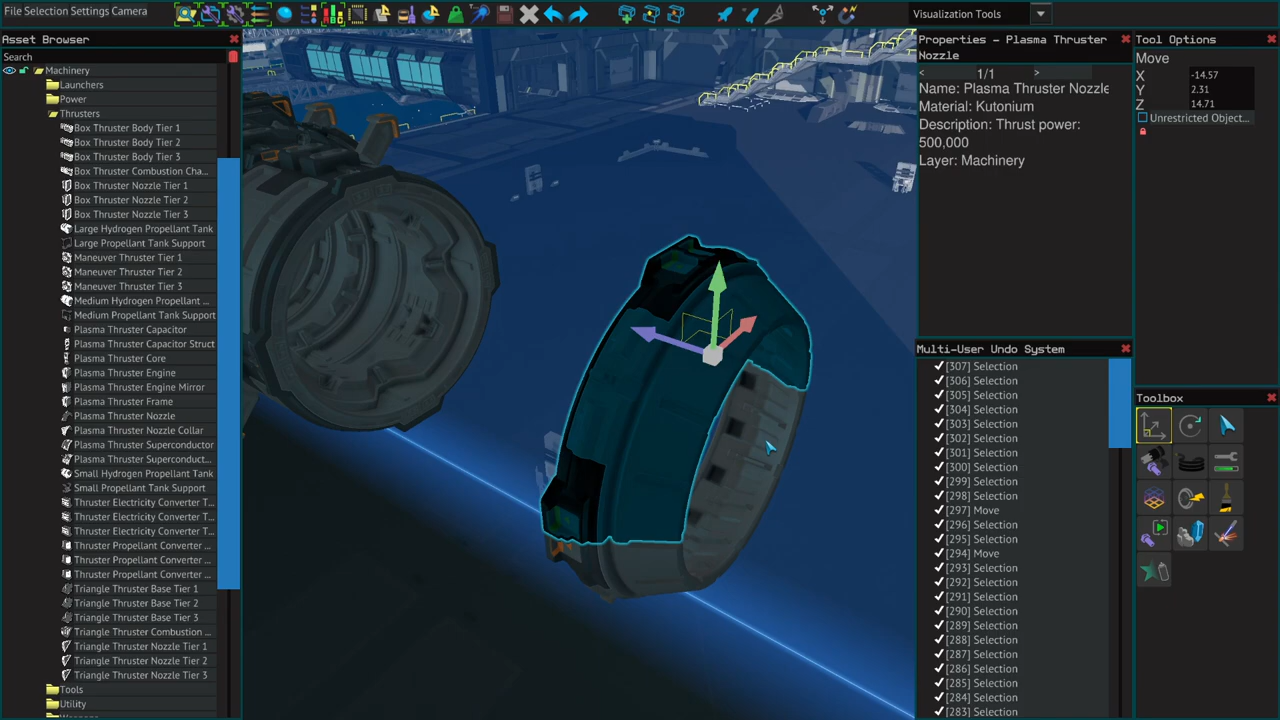 File Selection Settings Camera
Visualization Tools
Asset Browser
Search
Machinery
Launchers
Power
Thrusters
Box Thruster Body Tier 1
Box Thruster Body Tier 2
Box Thruster Body Tier 3
Box Thruster Combustion Cha...
Box Thruster Nozzle Tier 1
Box Thruster Nozzle Tier 2
Box Thruster Nozzle Tier 3
Large Hydrogen Propellant Tank
Large Propellant Tank Support
Maneuver Thruster Tier 1
Maneuver Thruster Tier 2
Maneuver Thruster Tier 3
Medium Hydrogen Propellant ...
Medium Propellant Tank Support
Plasma Thruster Capacitor
Plasma Thruster Capacitor Struct
Plasma Thruster Core
Plasma Thruster Engine
Plasma Thruster Engine Mirror
Plasma Thruster Frame
Plasma Thruster Nozzle
Plasma Thruster Nozzle Collar
Plasma Thruster Superconductor
Plasma Thruster Superconduct...
Small Hydrogen Propellant Tank
Small Propellant Tank Support
Thruster Electricity Converter T...
Thruster Electricity Converter T...
Thruster Electricity Converter T...
Thruster Propellant Converter ...
Thruster Propellant Converter ...
Thruster Propellant Converter ...
Triangle Thruster Base Tier 1
Triangle Thruster Base Tier 2
Triangle Thruster Base Tier 3
Triangle Thruster Combustion ...
Triangle Thruster Nozzle Tier 1
Triangle Thruster Nozzle Tier 2
Triangle Thruster Nozzle Tier 3
Tools
Utility
Properties - Plasma Thruster
Nozzle
< 1/1 >
Name: Plasma Thruster Nozzle
Material: Kutonium
Description: Thrust power:
500,000
Layer: Machinery
Multi-User Undo System
[307] Selection
[306] Selection
[305] Selection
[304] Selection
[303] Selection
[302] Selection
[301] Selection
[300] Selection
[299] Selection
[298] Selection
[297] Move
[296] Selection
[295] Selection
[294] Move
[293] Selection
[292] Selection
[291] Selection
[290] Selection
[289] Selection
[288] Selection
[287] Selection
[286] Selection
[285] Selection
[284] Selection
[283] Selection
Tool Options
Move
X -14.57
Y 2.31
Z 14.71
Unrestricted Object...
Toolbox